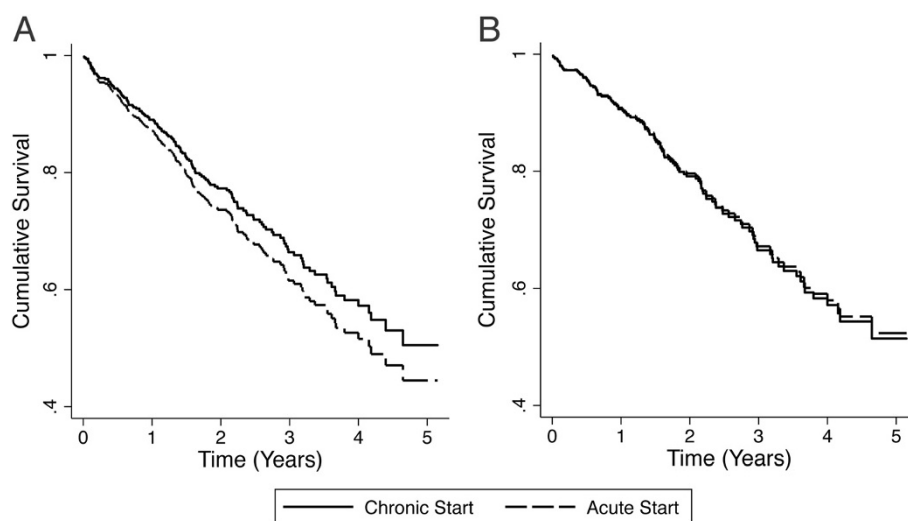 A
B
Cumulative Survival
1
.8
.6
.4
0 1 2 3 4 5
Time (Years)
Cumulative Survival
1
.8
.6
.4
0 1 2 3 4 5
Time (Years)
Chronic Start
Acute Start